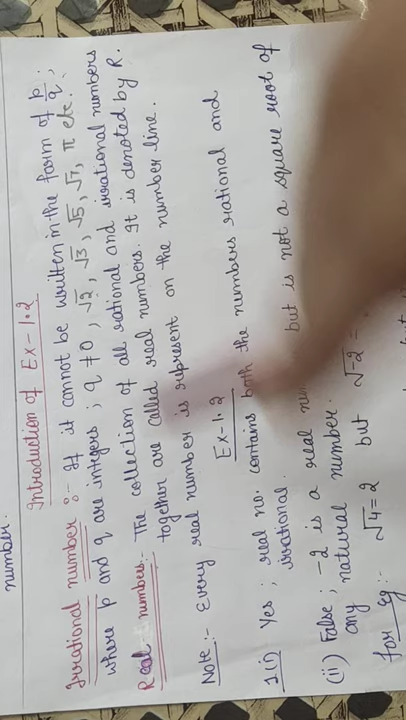 number.
Introduction of Ex-1.2
Irrational number :- If it cannot be written in the form of p/q ;
where p and q are integers ; q ≠ 0 , √2 , √3 , √5 , √7 , π etc.
Real numbers:- The collection of all rational and irrational numbers
together are called real numbers. It is denoted by R.
Note:- Every real number is represent on the number line.
Ex-1.2
1.(i) Yes ; real no. contains both the numbers rational and
irrational.
(ii) False ; -2 is a real but is not a square root of
any natural number.
for eg :- √4=2 but √-2 =